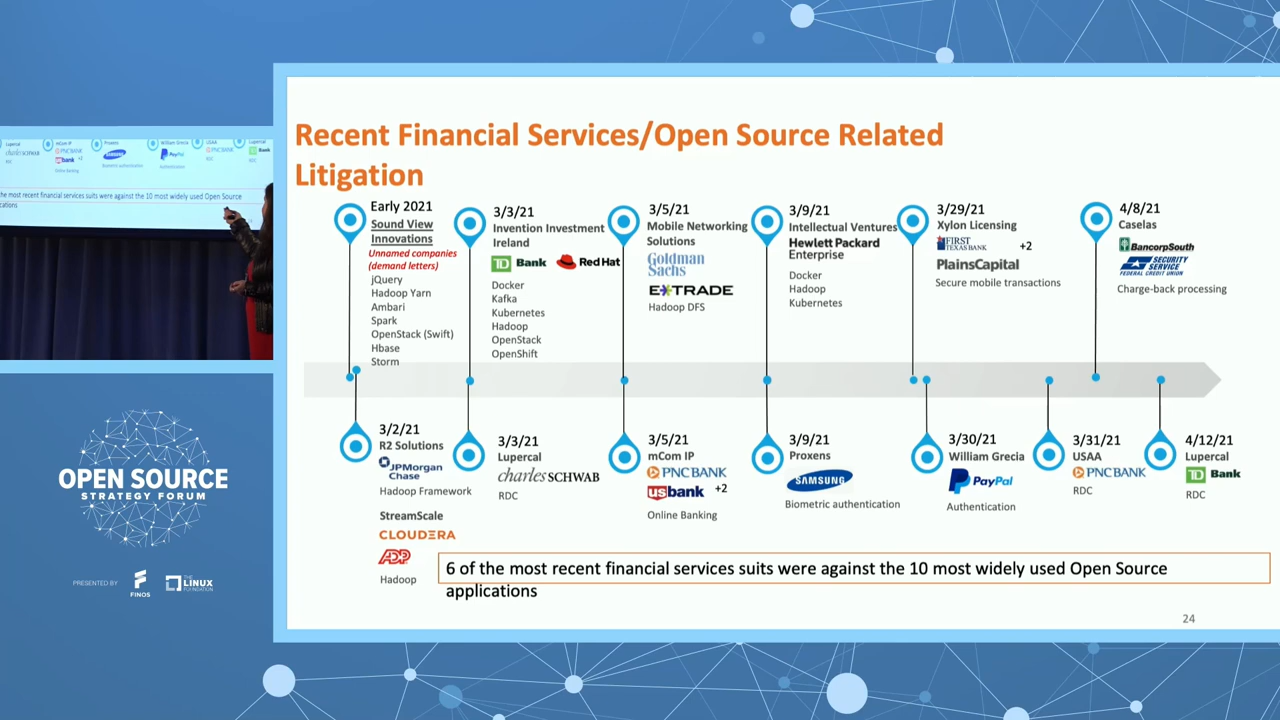 Recent Financial Services/Open Source Related
Litigation
Early 2021
Sound View
Innovations
Unnamed companies
(demand letters)
jQuery
Hadoop Yarn
Ambari
Spark
OpenStack (Swift)
Hbase
Storm
3/3/21
Invention Investment
Ireland
TD Bank
Red Hat
Docker
Kafka
Kubernetes
Hadoop
OpenStack
OpenShift
3/5/21
Mobile Networking
Solutions
Goldman
Sachs
E*TRADE
Hadoop DFS
3/9/21
Intellectual Ventures
Hewlett Packard
Enterprise
Docker
Hadoop
Kubernetes
3/29/21
Xylon Licensing
FIRST
TEXAS BANK
+2
PlainsCapital
Secure mobile transactions
4/8/21
Caselas
BancorpSouth
SECURITY
SERVICE
FEDERAL CREDIT UNION
Charge-back processing
3/2/21
R2 Solutions
JPMorgan
Chase
Hadoop Framework
StreamScale
CLOUDERA
ADP
Hadoop
3/3/21
Lupercal
charles SCHWAB
RDC
3/5/21
mCom IP
PNC BANK
usbank +2
Online Banking
3/9/21
Proxens
SAMSUNG
Biometric authentication
3/30/21
William Grecia
PayPal
Authentication
3/31/21
USAA
PNC BANK
RDC
4/12/21
Lupercal
TD Bank
RDC
6 of the most recent financial services suits were against the 10 most widely used Open Source
applications
24
OPEN SOURCE
STRATEGY FORUM
PRESENTED BY
FINOS
THE
LINUX
FOUNDATION